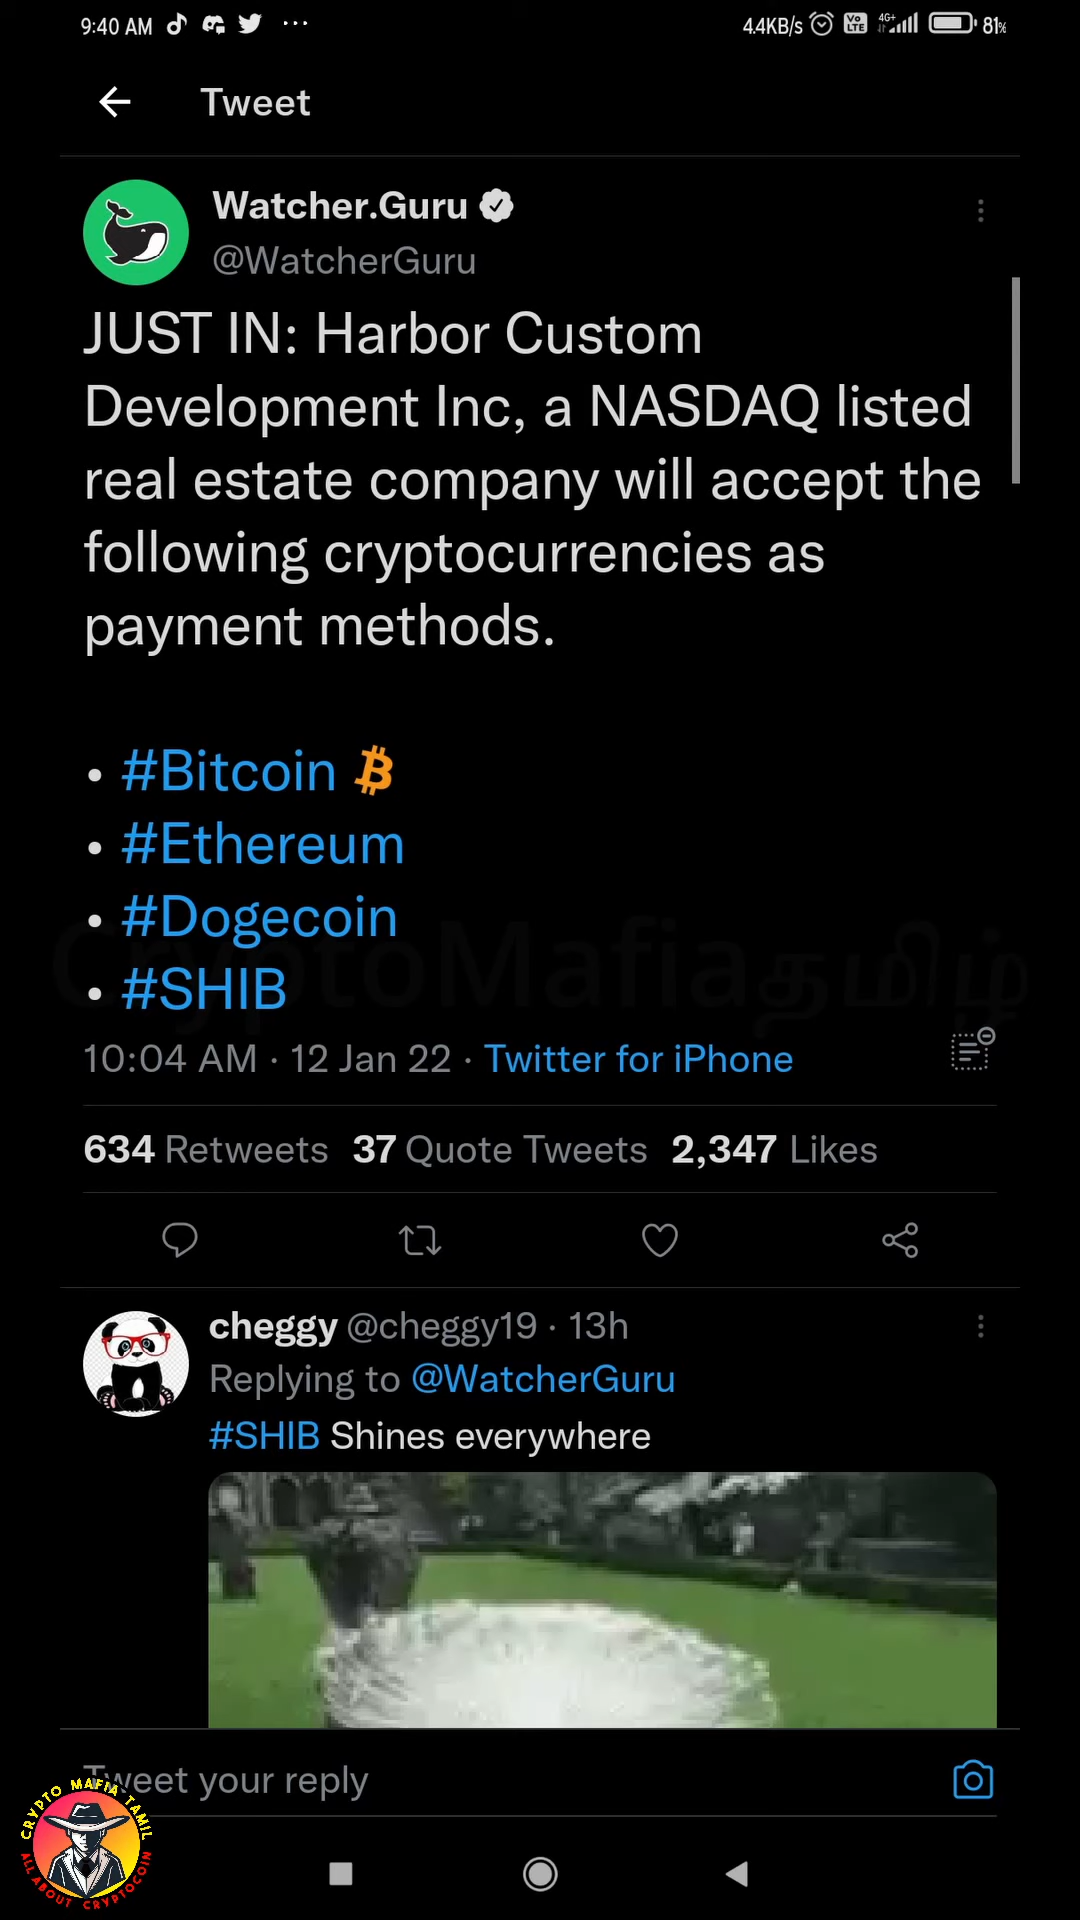 9:40 AM ... 4.4KB/s Vo LTE 4G+ 81%
Tweet
Watcher.Guru
@WatcherGuru
JUST IN: Harbor Custom
Development Inc, a NASDAQ listed
real estate company will accept the
following cryptocurrencies as
payment methods.
• #Bitcoin ₿
• #Ethereum
• #Dogecoin
• #SHIB
CryptoMafiaதமிழ்
10:04 AM · 12 Jan 22 · Twitter for iPhone
634 Retweets 37 Quote Tweets 2,347 Likes
cheggy @cheggy19 · 13h
Replying to @WatcherGuru
#SHIB Shines everywhere
Tweet your reply
CRYPTO MAFIA TAMIL
ALL ABOUT CRYPTOCOIN